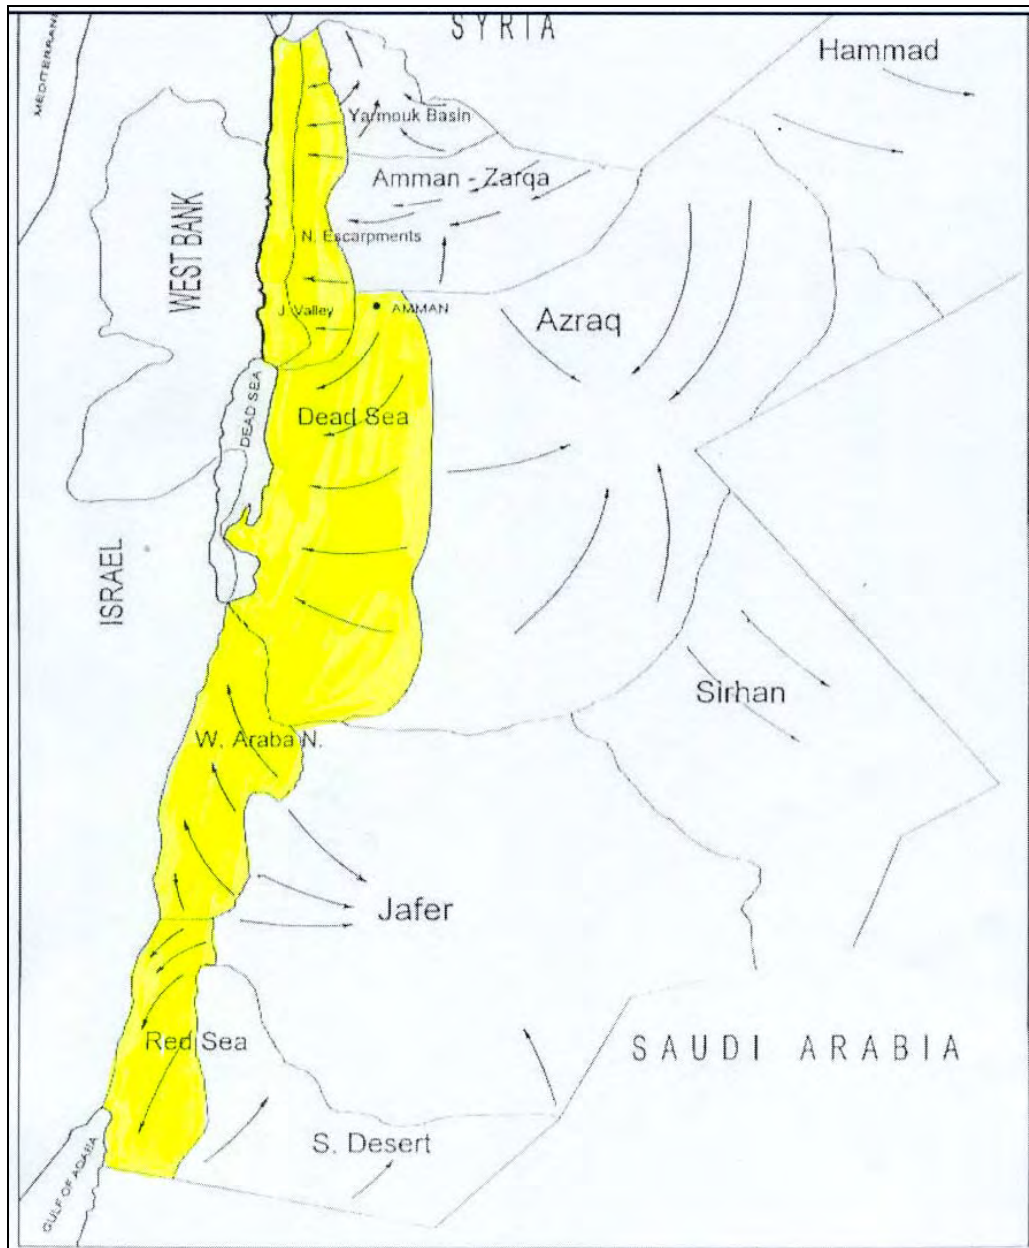 MEDITERRAN
SYRIA
Hammad
Yarmouk Basin
Amman - Zarqa
WEST BANK
N. Escarpments
J. Valley
AMMAN
Azraq
DEAD SEA
Dead Sea
ISRAEL
Sirhan
W. Araba N.
Jafer
Red Sea
SAUDI ARABIA
S. Desert
GULF OF AQABA